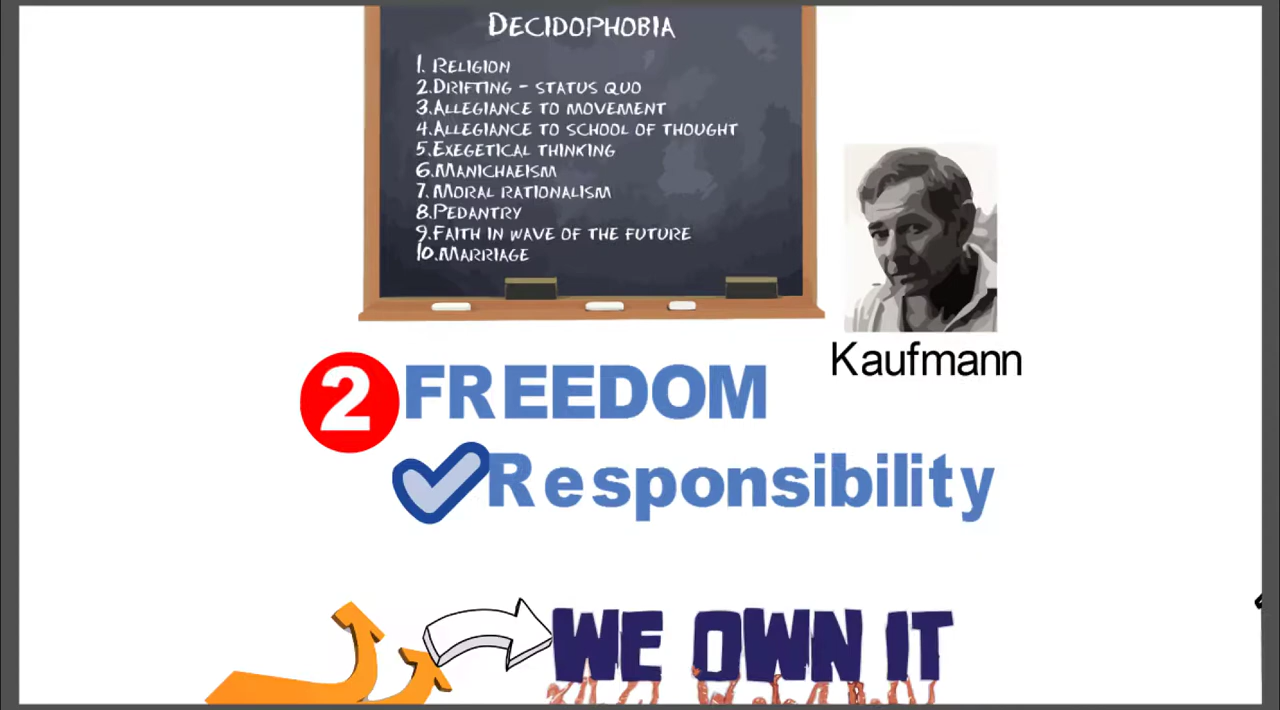 DECIDOPHOBIA
1. RELIGION
2.DRIFTING - STATUS QUO
3.ALLEGIANCE TO MOVEMENT
4.ALLEGIANCE TO SCHOOL OF THOUGHT
5.EXEGETICAL THINKING
6.MANICHAEISM
7. MORAL RATIONALISM
8.PEDANTRY
9.FAITH IN WAVE OF THE FUTURE
10.MARRIAGE
Kaufmann
2 FREEDOM
Responsibility
WE OWN IT